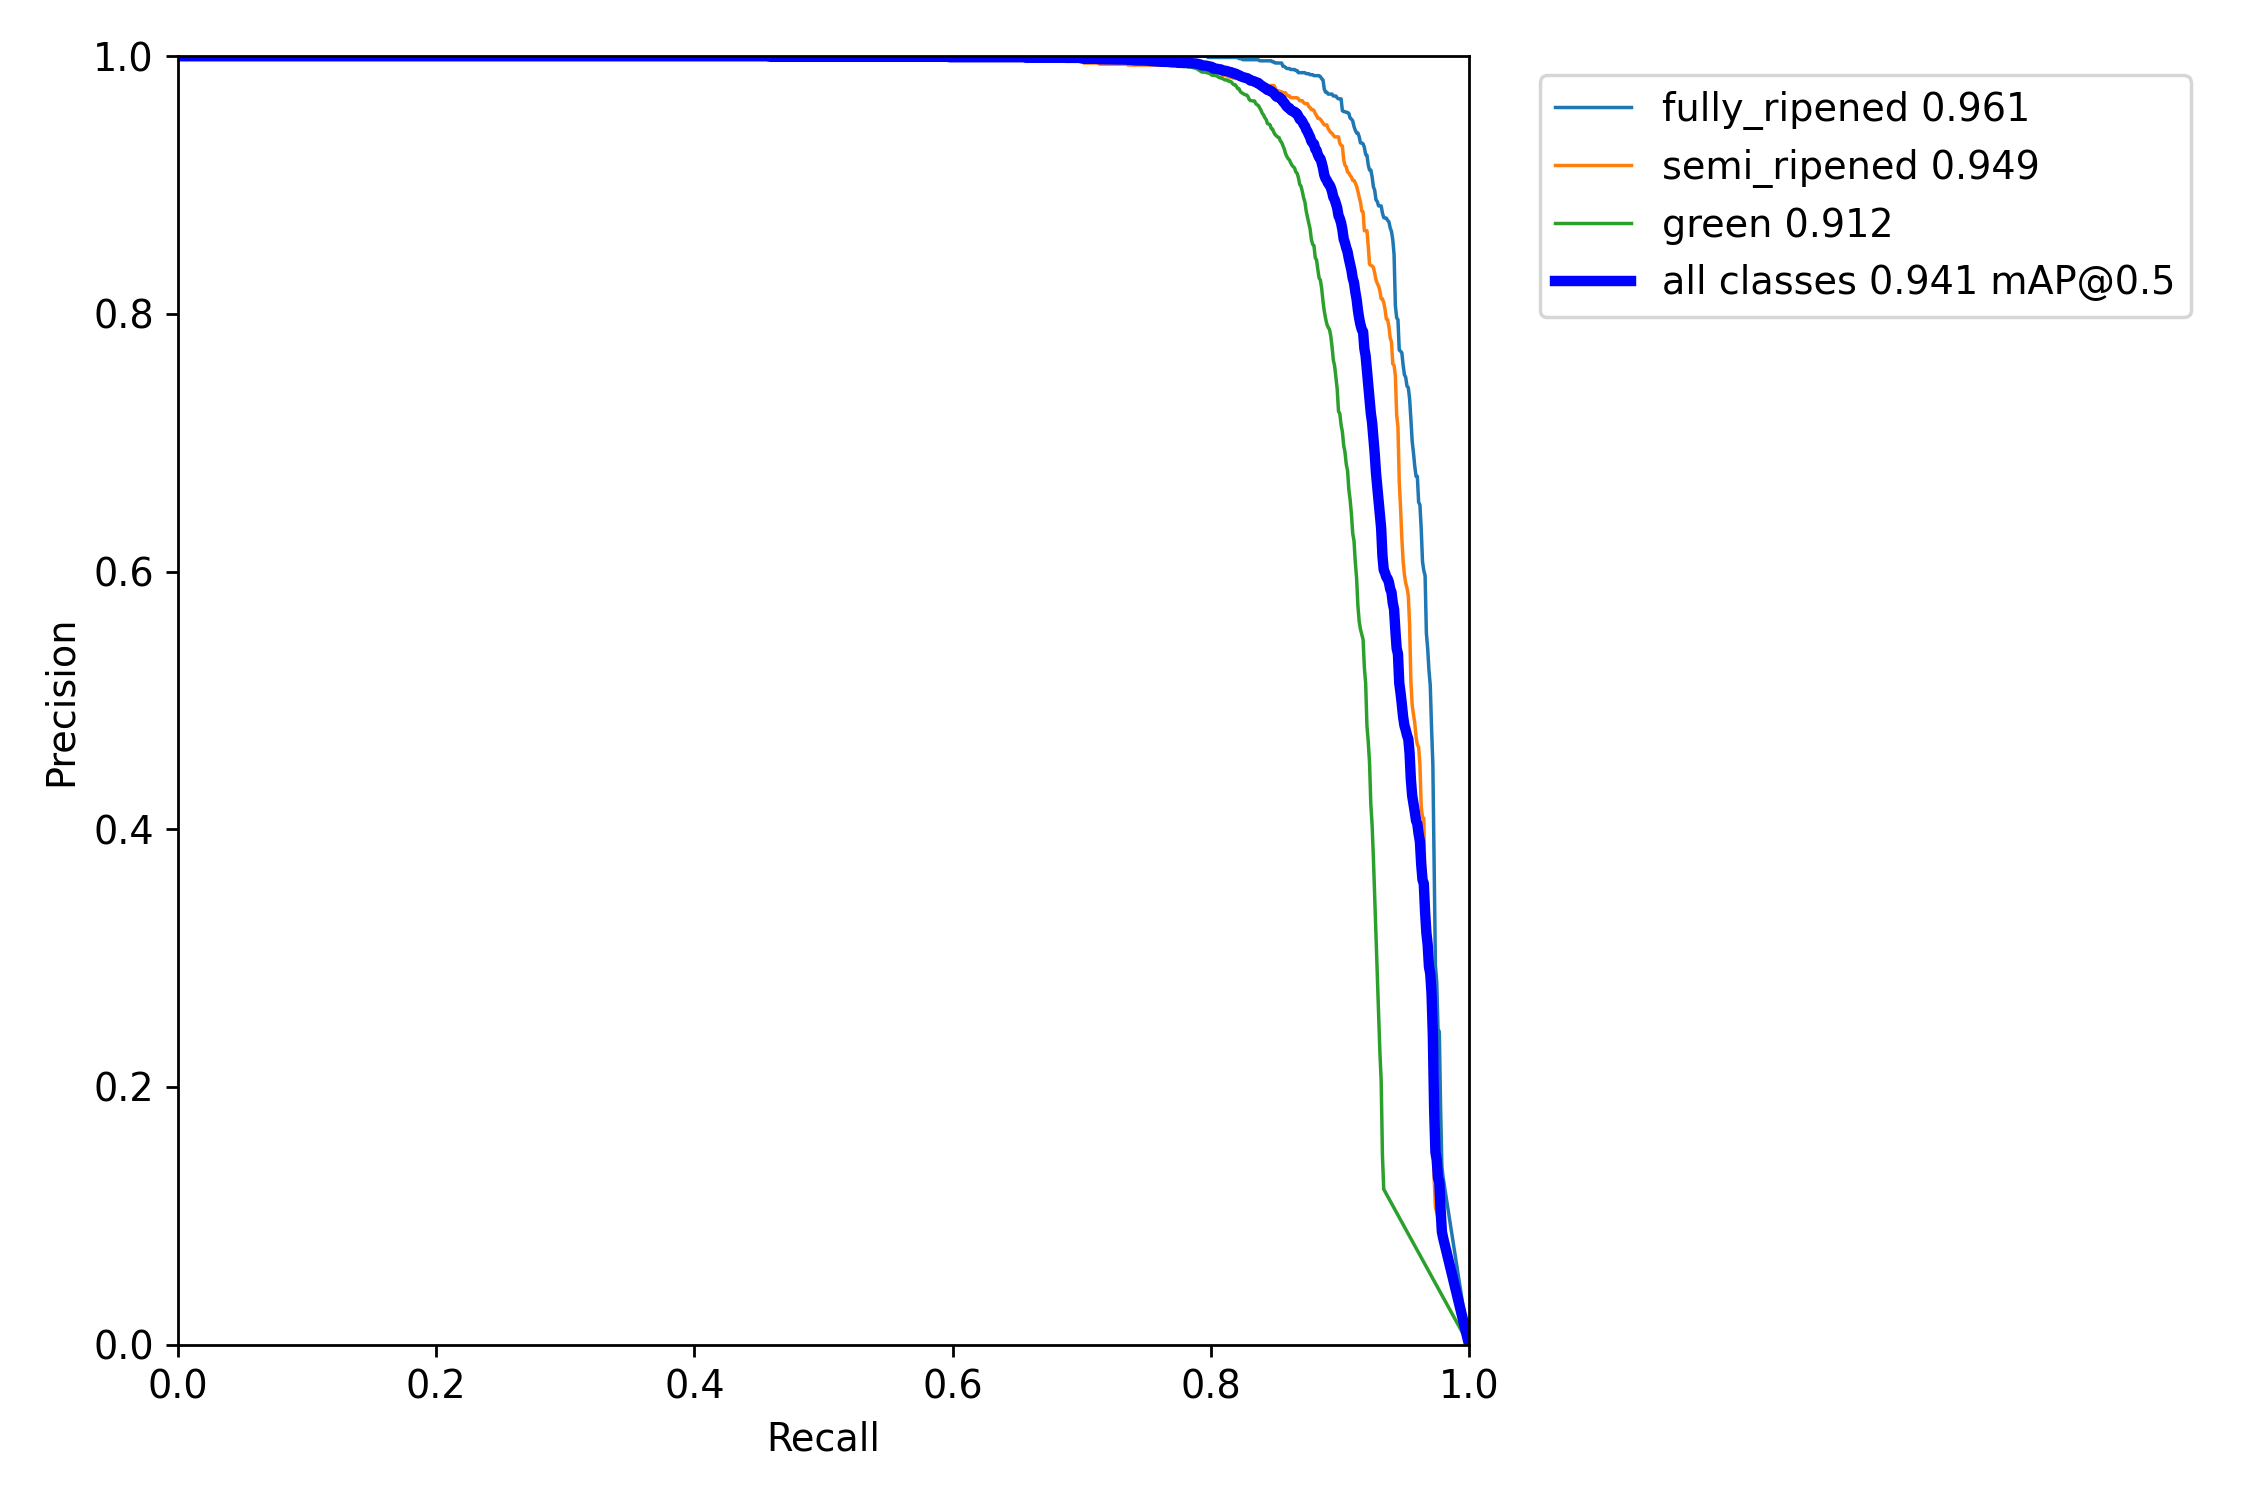 1.0
0.8
0.6
0.4
0.2
0.0
0.0 0.2 0.4 0.6 0.8 1.0
Precision
Recall
fully_ripened 0.961
semi_ripened 0.949
green 0.912
all classes 0.941 mAP@0.5